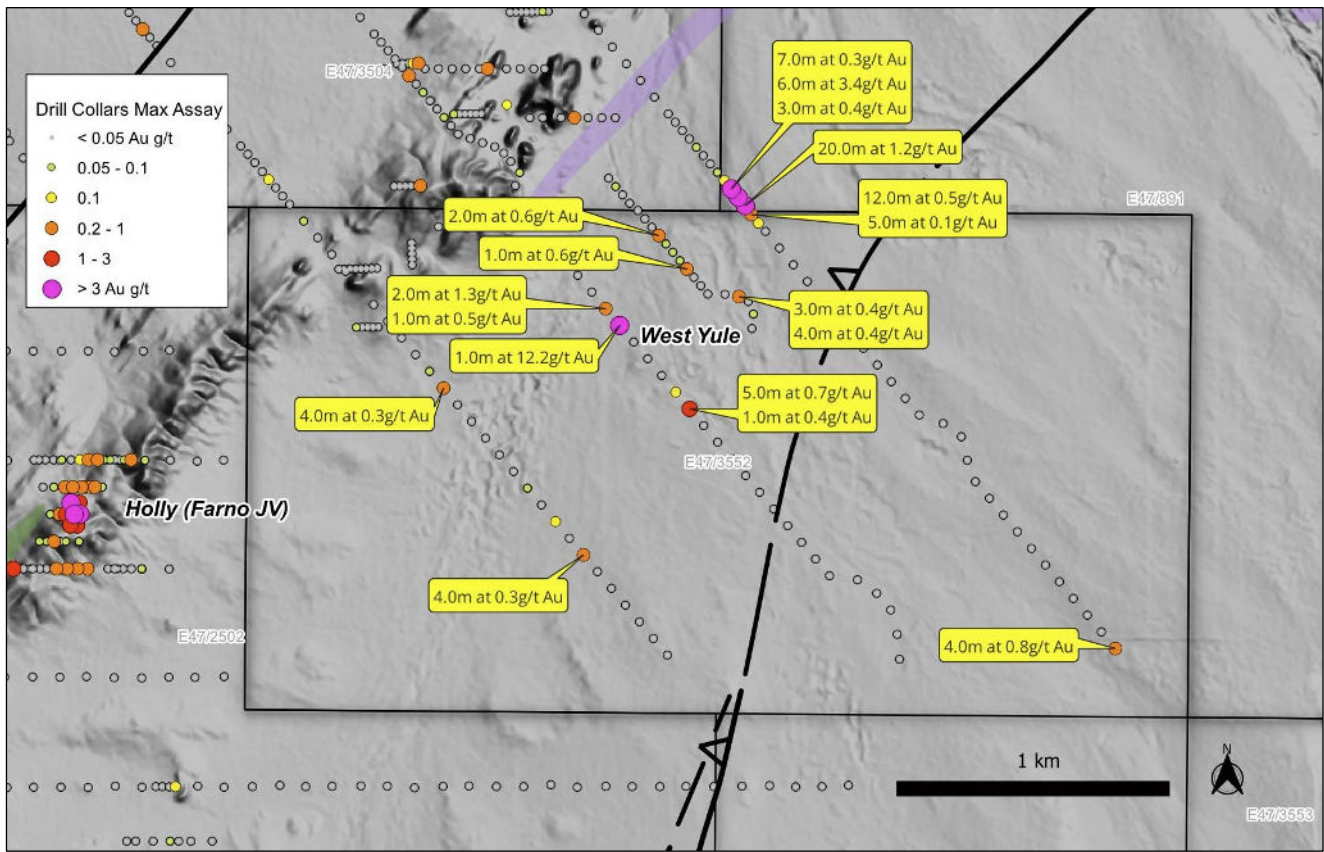 E47/3504
7.0m at 0.3g/t Au
6.0m at 3.4g/t Au
3.0m at 0.4g/t Au
Drill Collars Max Assay
< 0.05 Au g/t
0.05 - 0.1
0.1
0.2 - 1
1 - 3
> 3 Au g/t
20.0m at 1.2g/t Au
12.0m at 0.5g/t Au
5.0m at 0.1g/t Au
E47/891
2.0m at 0.6g/t Au
1.0m at 0.6g/t Au
2.0m at 1.3g/t Au
1.0m at 0.5g/t Au
3.0m at 0.4g/t Au
4.0m at 0.4g/t Au
West Yule
1.0m at 12.2g/t Au
4.0m at 0.3g/t Au
5.0m at 0.7g/t Au
1.0m at 0.4g/t Au
E47/3552
Holly (Farno JV)
4.0m at 0.3g/t Au
E47/2502
4.0m at 0.8g/t Au
1 km
N
E47/3553